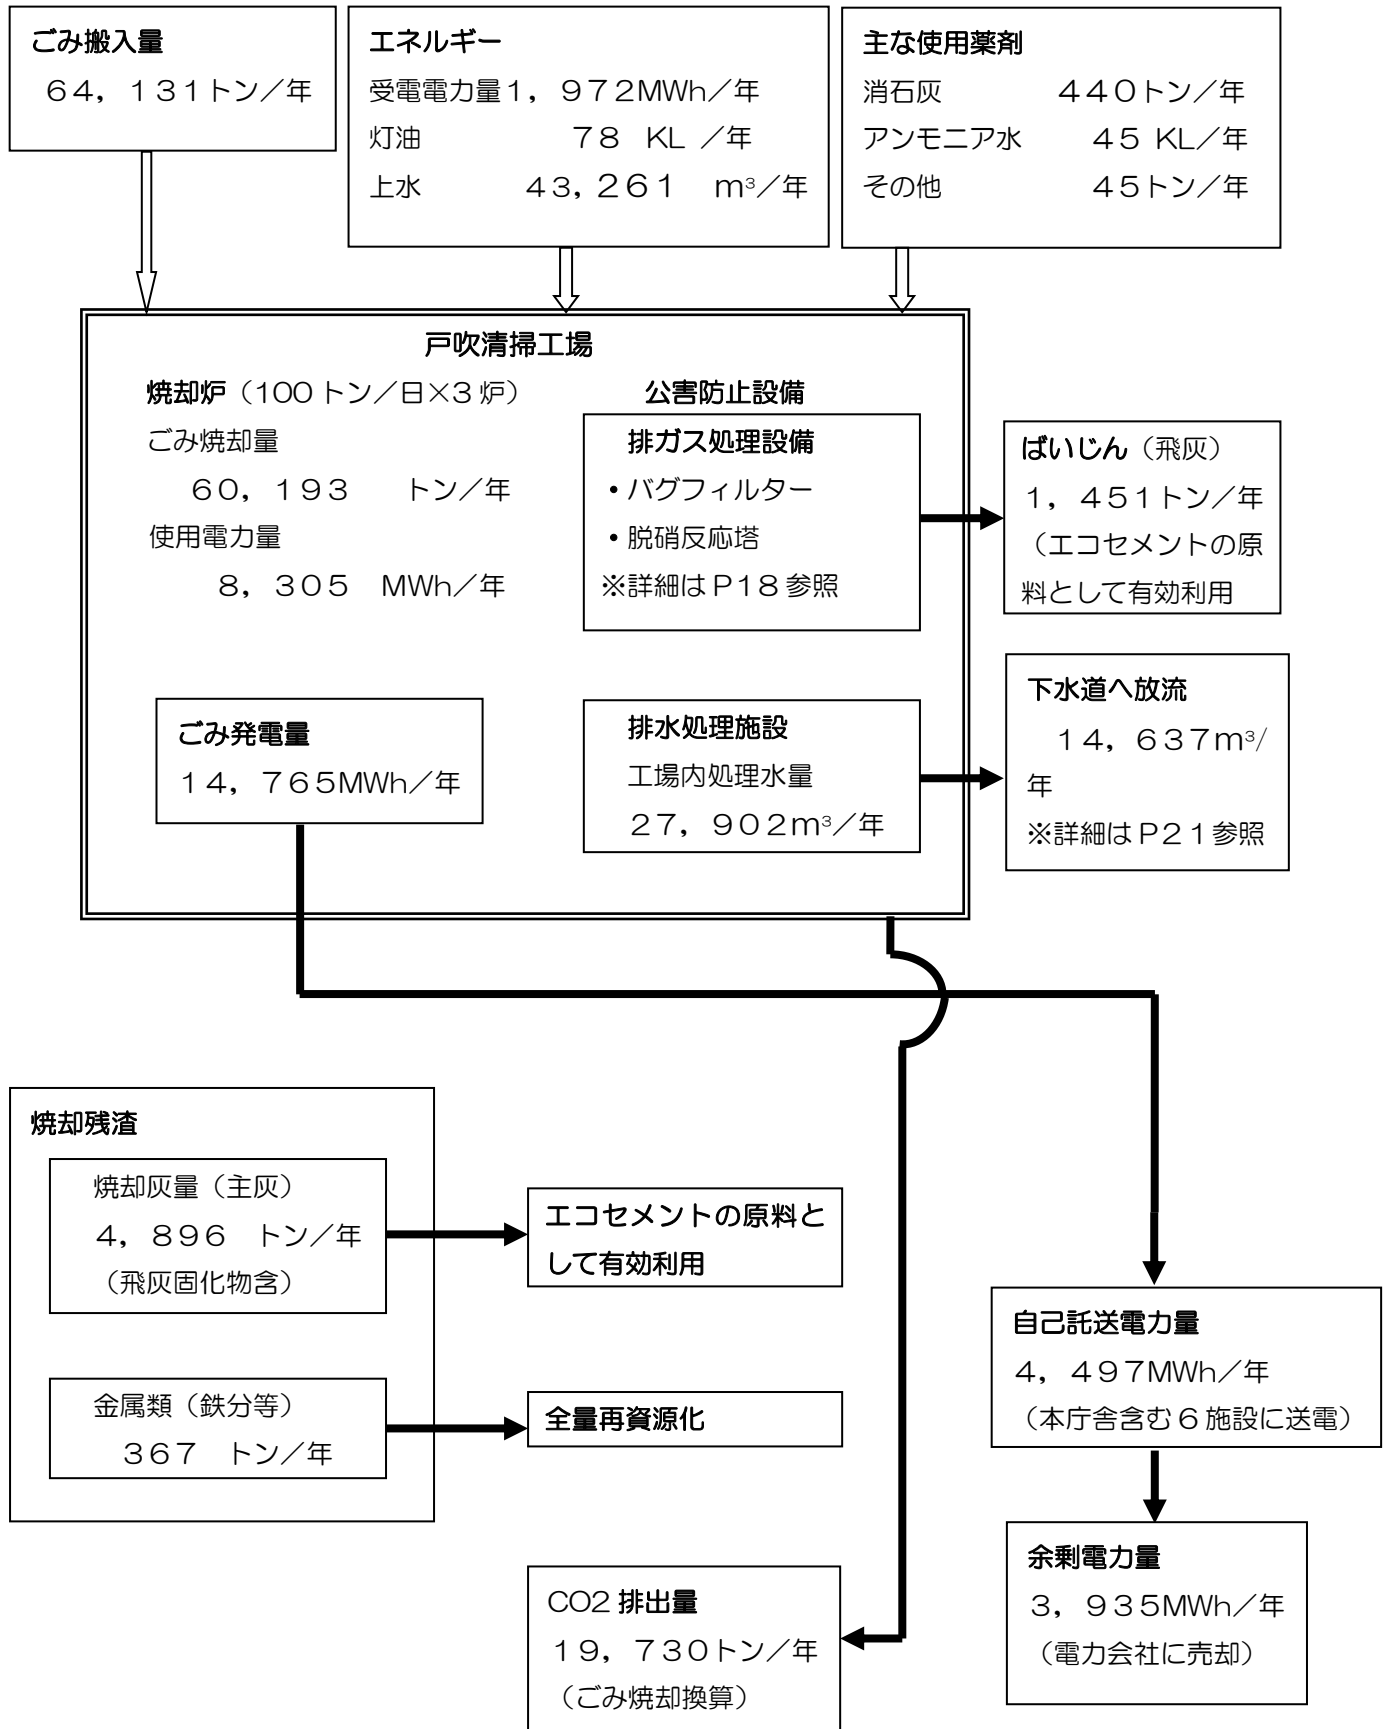 ごみ搬入量
64，131トン／年
エネルギー
受電電力量1，972MWh／年
灯油 78 KL ／年
上水 43，261 m³／年
主な使用薬剤
消石灰 440トン／年
アンモニア水 45 KL／年
その他 45トン／年
戸吹清掃工場
焼却炉（100トン／日×3炉）
ごみ焼却量
60，193 トン／年
使用電力量
8，305 MWh／年
公害防止設備
排ガス処理設備
・バグフィルター
・脱硝反応塔
※詳細はP18参照
ばいじん（飛灰）
1，451トン／年
（エコセメントの原
料として有効利用
ごみ発電量
14，765MWh／年
排水処理施設
工場内処理水量
27，902m³／年
下水道へ放流
14，637m³/
年
※詳細はP21参照
焼却残渣
焼却灰量（主灰）
4，896 トン／年
（飛灰固化物含）
エコセメントの原料と
して有効利用
金属類（鉄分等）
367 トン／年
全量再資源化
自己託送電力量
4，497MWh／年
（本庁舎含む6施設に送電）
余剰電力量
3，935MWh／年
（電力会社に売却）
CO2排出量
19，730トン／年
（ごみ焼却換算）